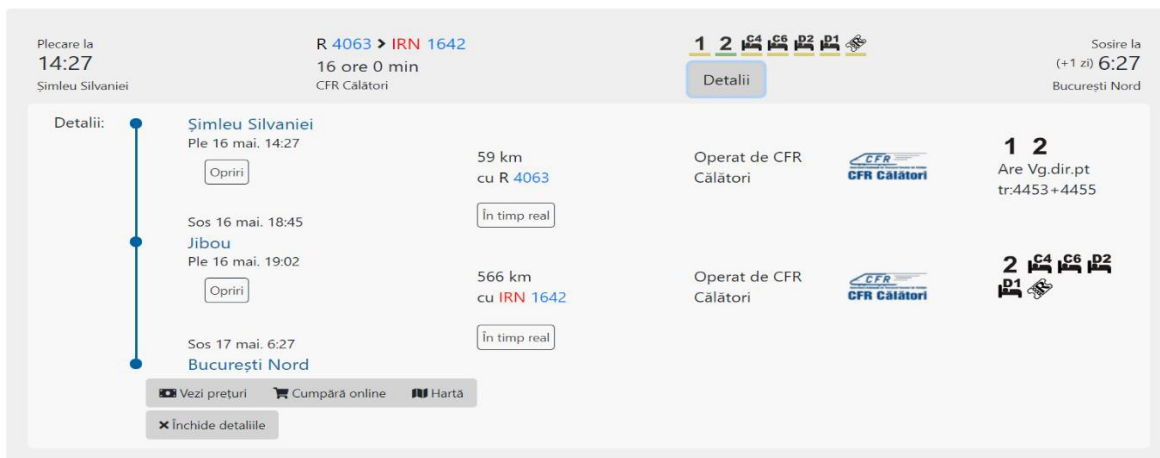 Plecare la
14:27
Șimleu Silvaniei
R 4063 > IRN 1642
16 ore 0 min
CFR Călători
1 2 C4 C6 D2 D1 R
Detalii
Sosire la
(+1 zi) 6:27
București Nord
Detalii:
Șimleu Silvaniei
Ple 16 mai. 14:27
Opriri
59 km
cu R 4063
În timp real
Operat de CFR
Călători
CFR
CFR Călători
1 2
Are Vg.dir.pt
tr:4453+4455
Sos 16 mai. 18:45
Jibou
Ple 16 mai. 19:02
Opriri
566 km
cu IRN 1642
În timp real
Operat de CFR
Călători
CFR
CFR Călători
2 C4 C6 D2
D1 R
Sos 17 mai. 6:27
București Nord
Vezi prețuri Cumpără online Hartă
Închide detaliile